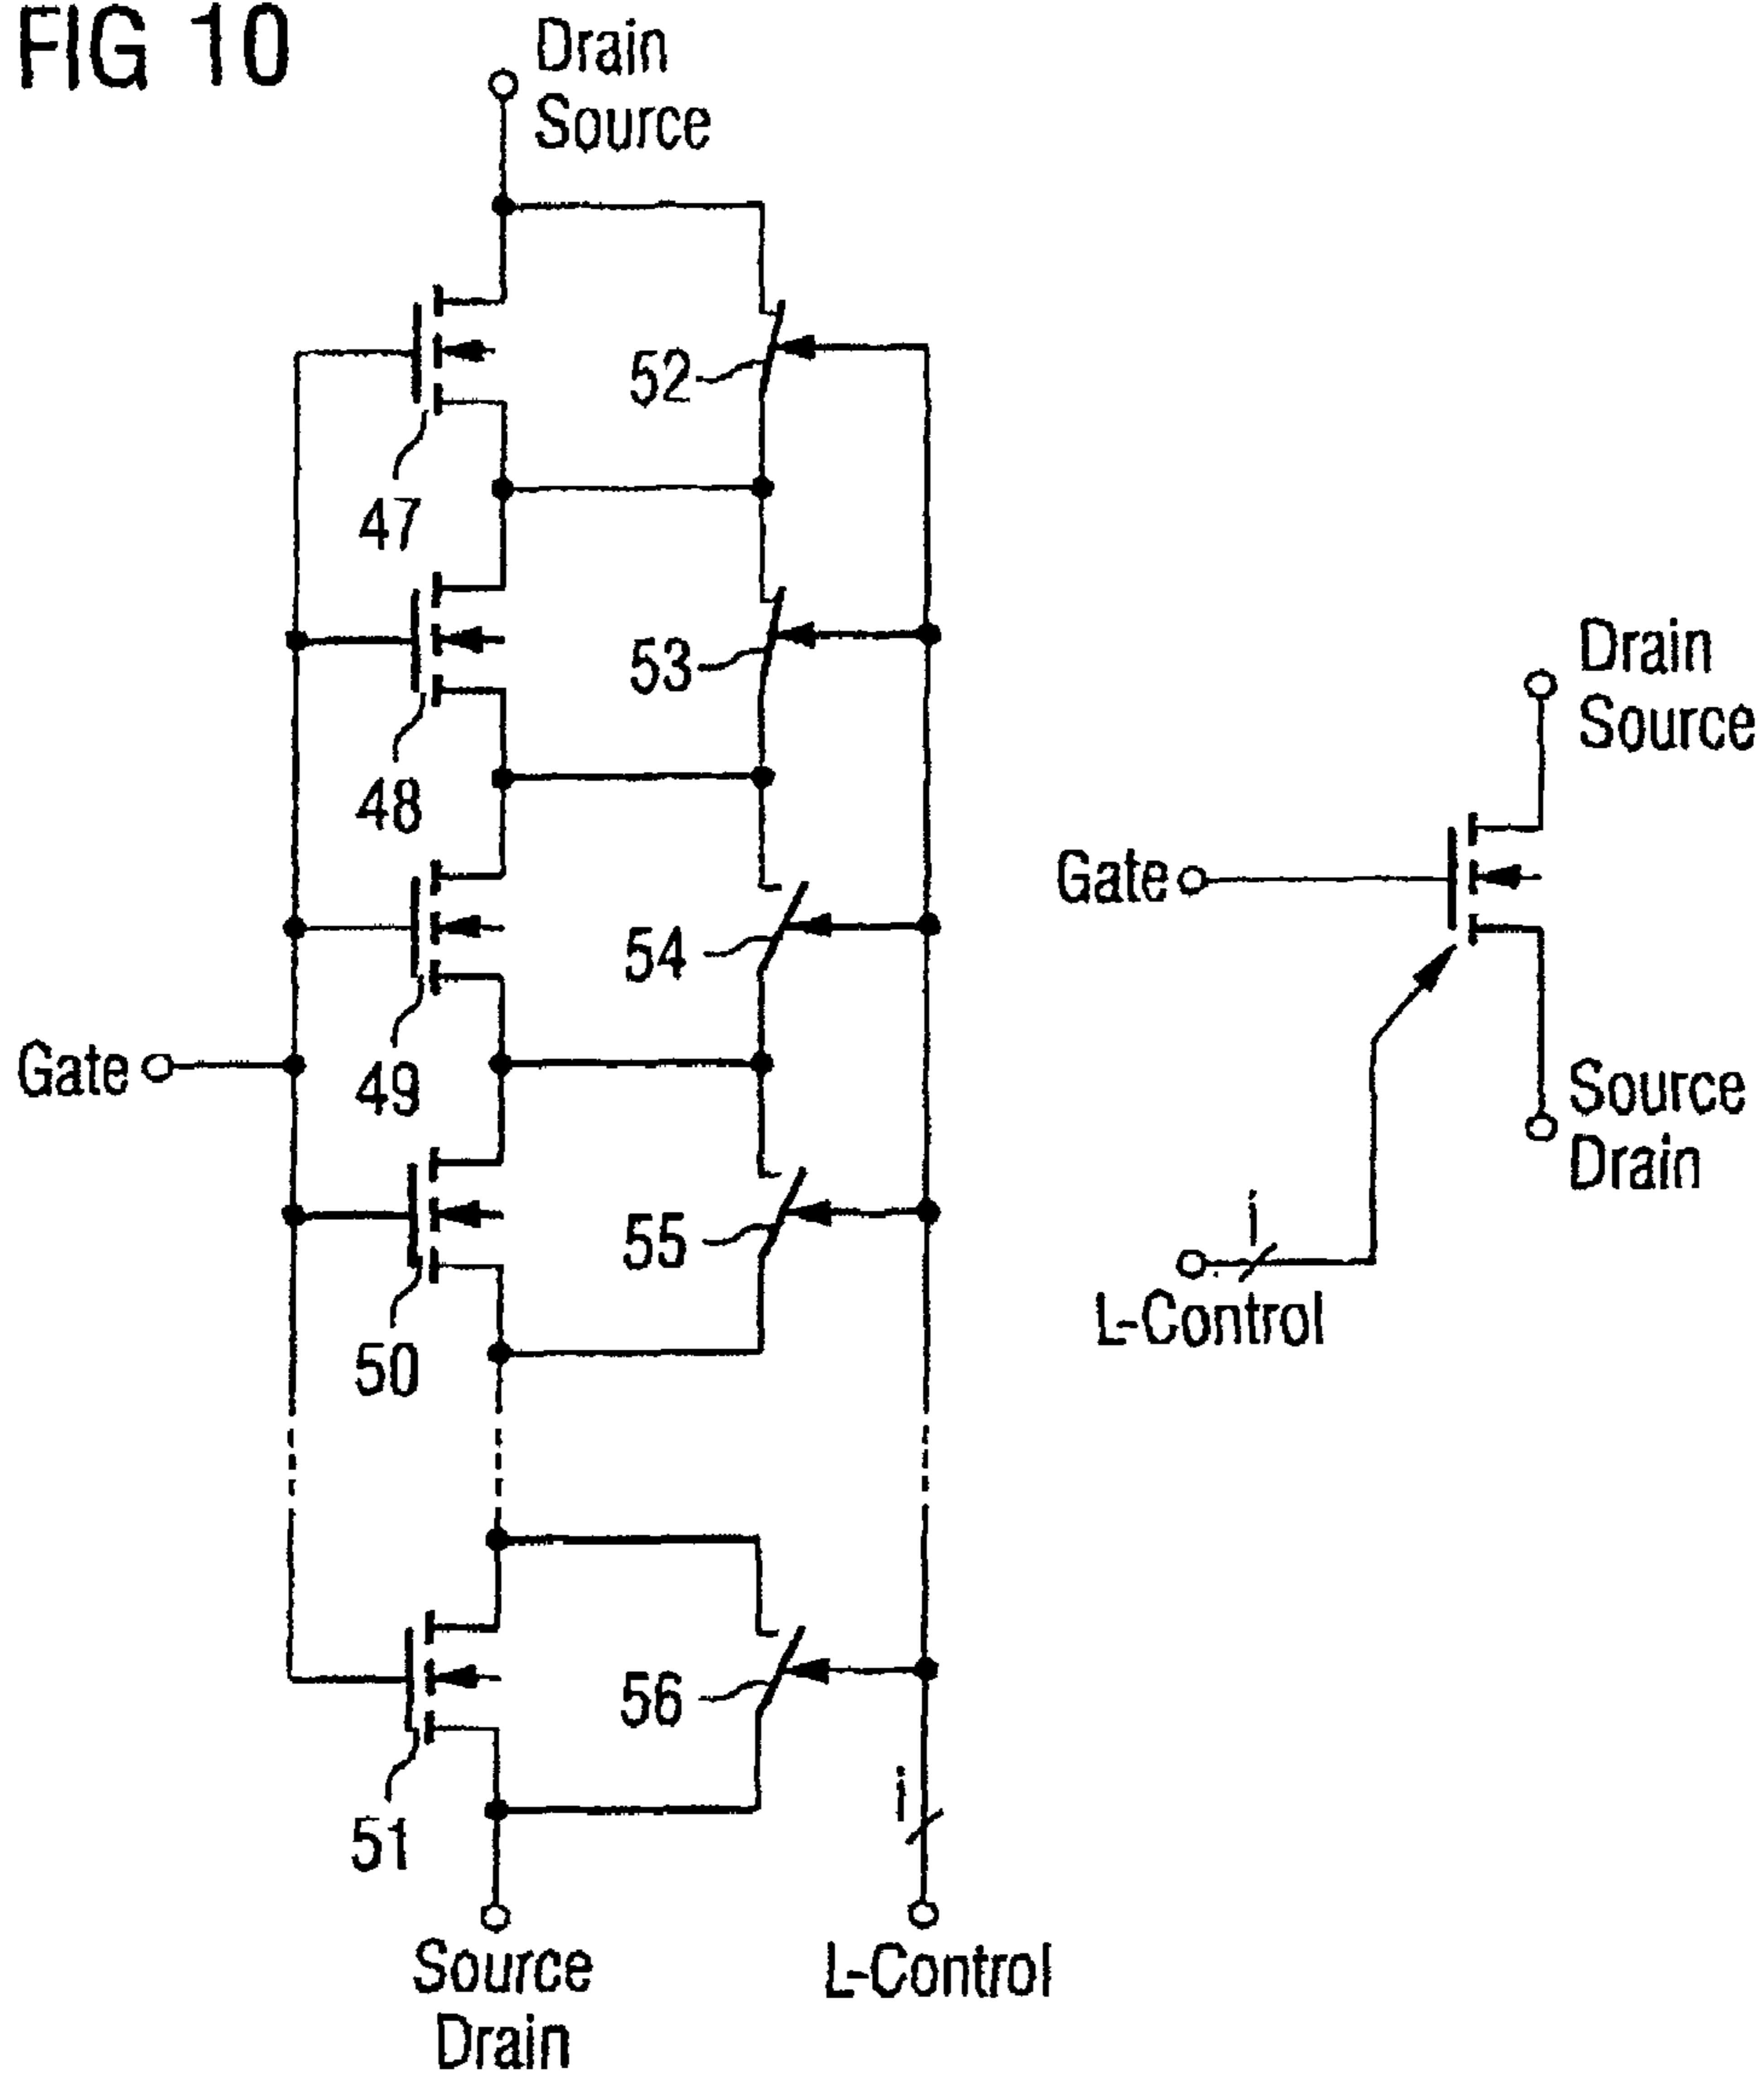 FIG 10
Drain
Source
52
47
53
48
54
Gate
49
55
50
56
51
i
Source
Drain
L-Control
Drain
Source
Gate
Source
Drain
i
L-Control